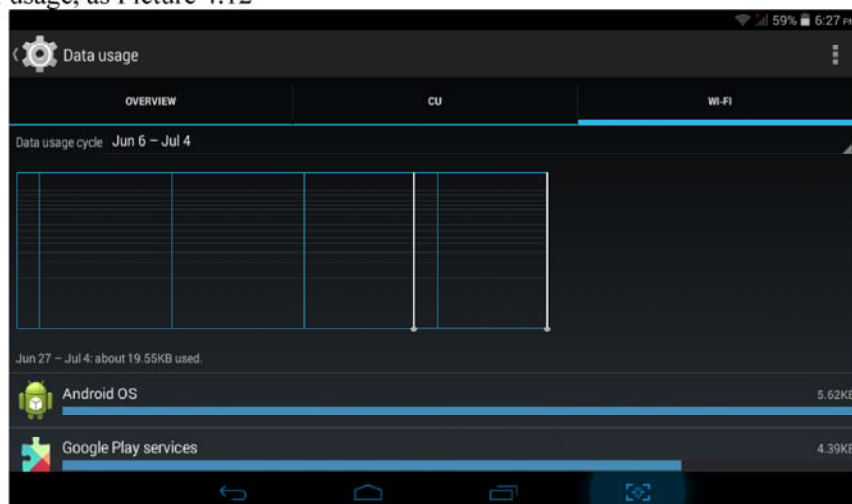 usage, as Picture 4.12
59% 6:27 PM
Data usage
OVERVIEW CU WI-FI
Data usage cycle Jun 6 – Jul 4
Jun 27 – Jul 4: about 19.55KB used.
Android OS 5.62KB
Google Play services 4.39KB